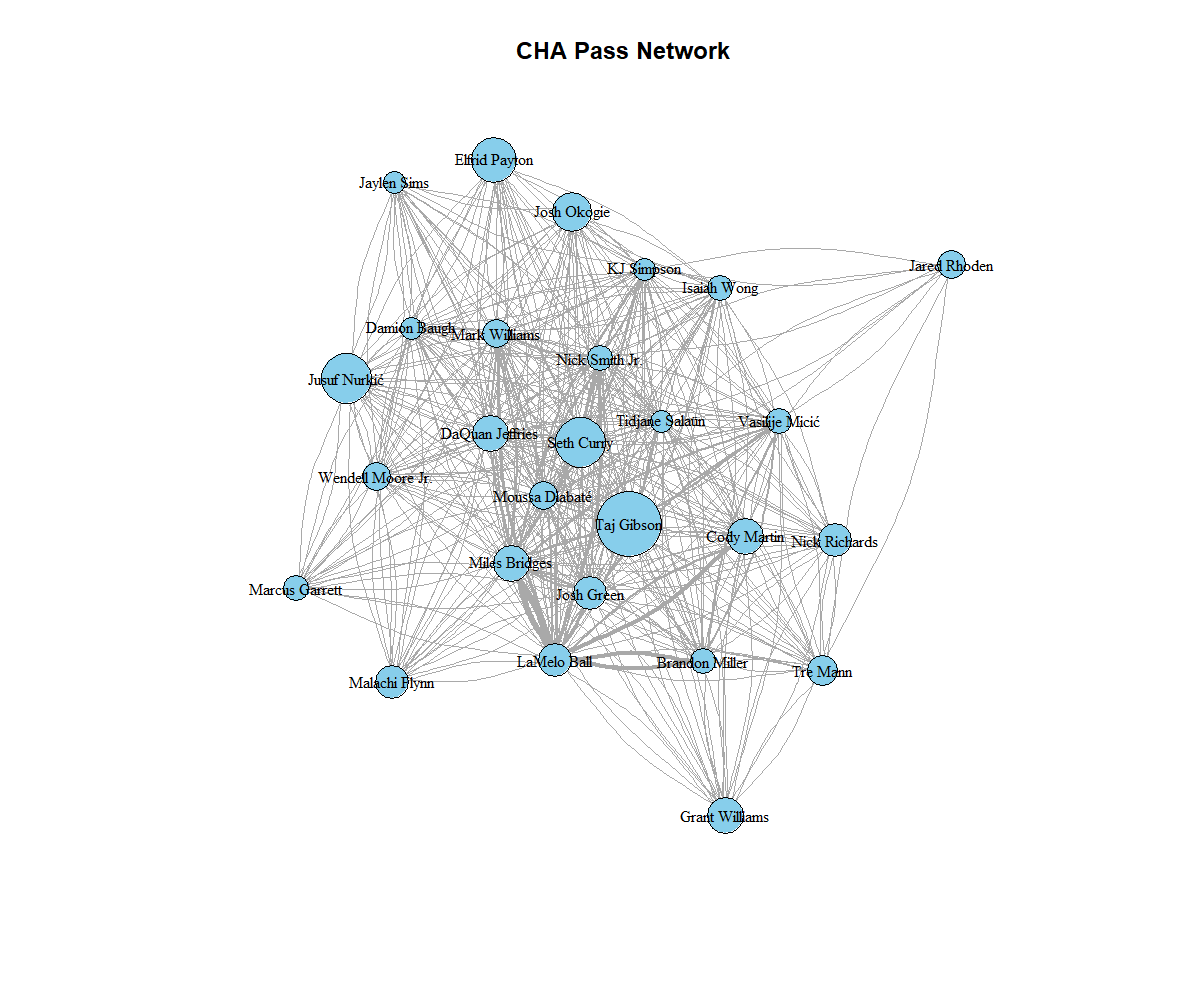 CHA Pass Network
Elfrid Payton
Jaylen Sims
Josh Okogie
KJ Simpson
Jared Rhoden
Isaiah Wong
Damion Baugh
Mark Williams
Nick Smith Jr.
Jusuf Nurkić
Tidjane Salaün
Vasilije Micić
DaQuan Jeffries
Seth Curry
Wendell Moore Jr.
Moussa Diabaté
Taj Gibson
Cody Martin
Nick Richards
Miles Bridges
Marcus Garrett
Josh Green
LaMelo Ball
Brandon Miller
Tre Mann
Malachi Flynn
Grant Williams